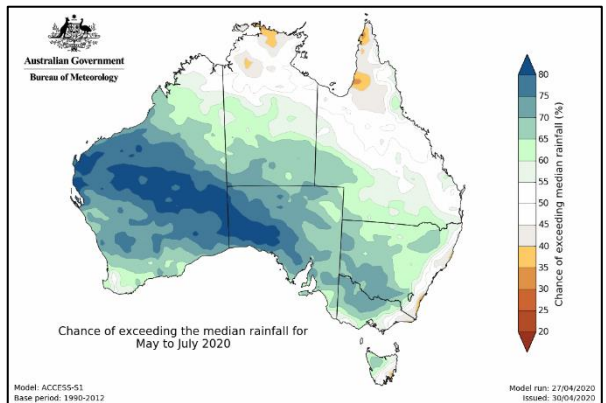 Australian Government
Bureau of Meteorology
80
75
70
65
60
55
50
45
40
35
30
25
20
Chance of exceeding median rainfall (%)
Chance of exceeding the median rainfall for
May to July 2020
Model: ACCESS-S1
Base period: 1990-2012
Model run: 27/04/2020
Issued: 30/04/2020